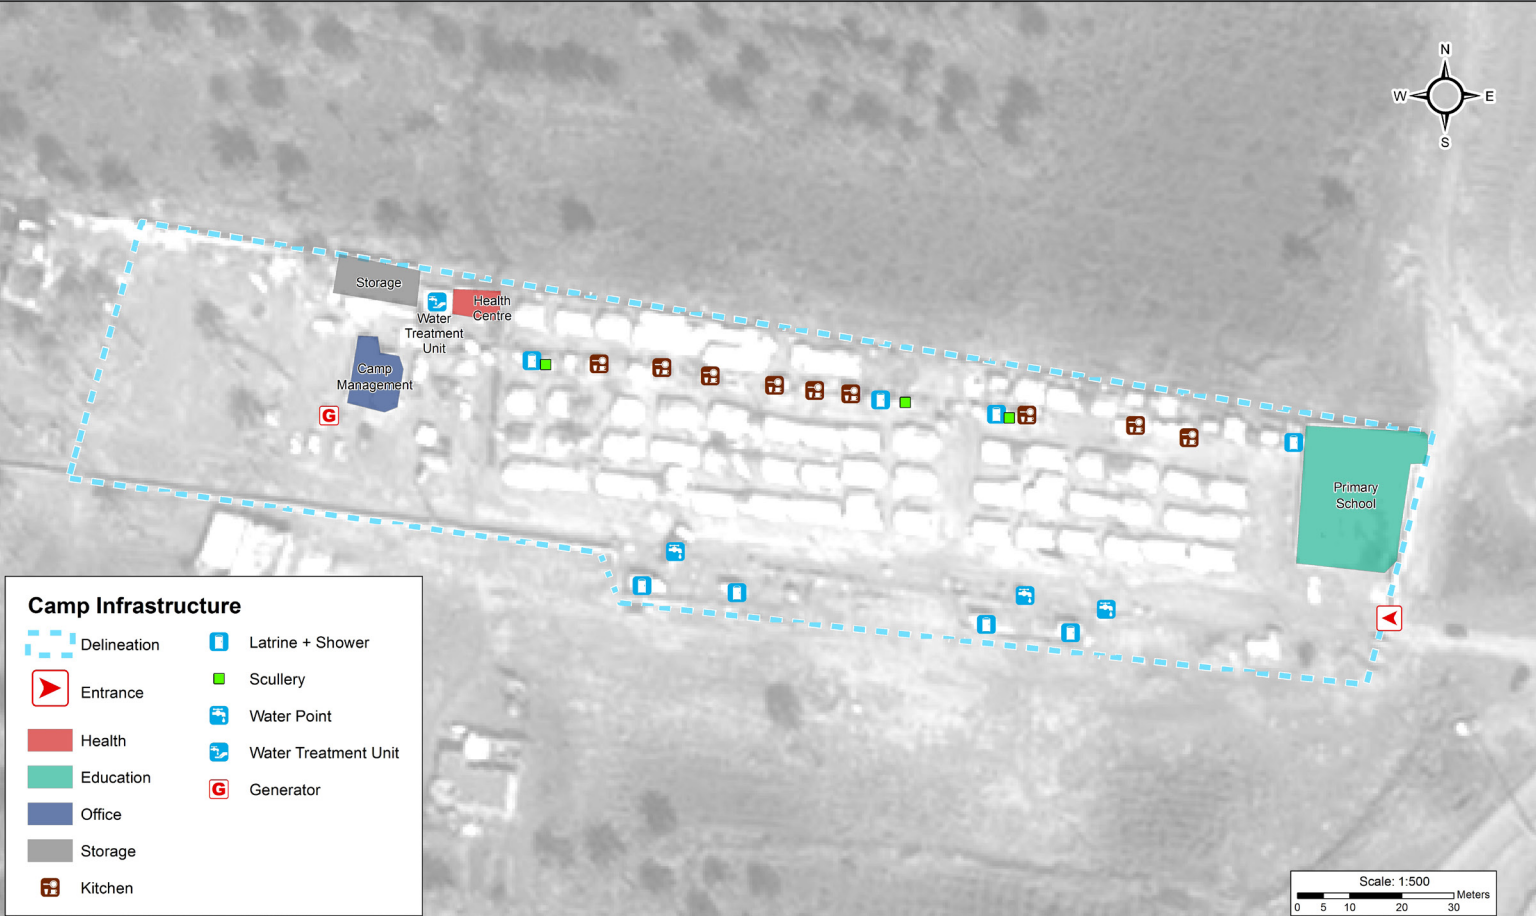 N
W E
S
Storage
Health
Centre
Water
Treatment
Unit
Camp
Management
G
Primary
School
Camp Infrastructure
Delineation
Entrance
Health
Education
Office
Storage
Kitchen
Latrine + Shower
Scullery
Water Point
Water Treatment Unit
G Generator
Scale: 1:500
Meters
0 5 10 20 30